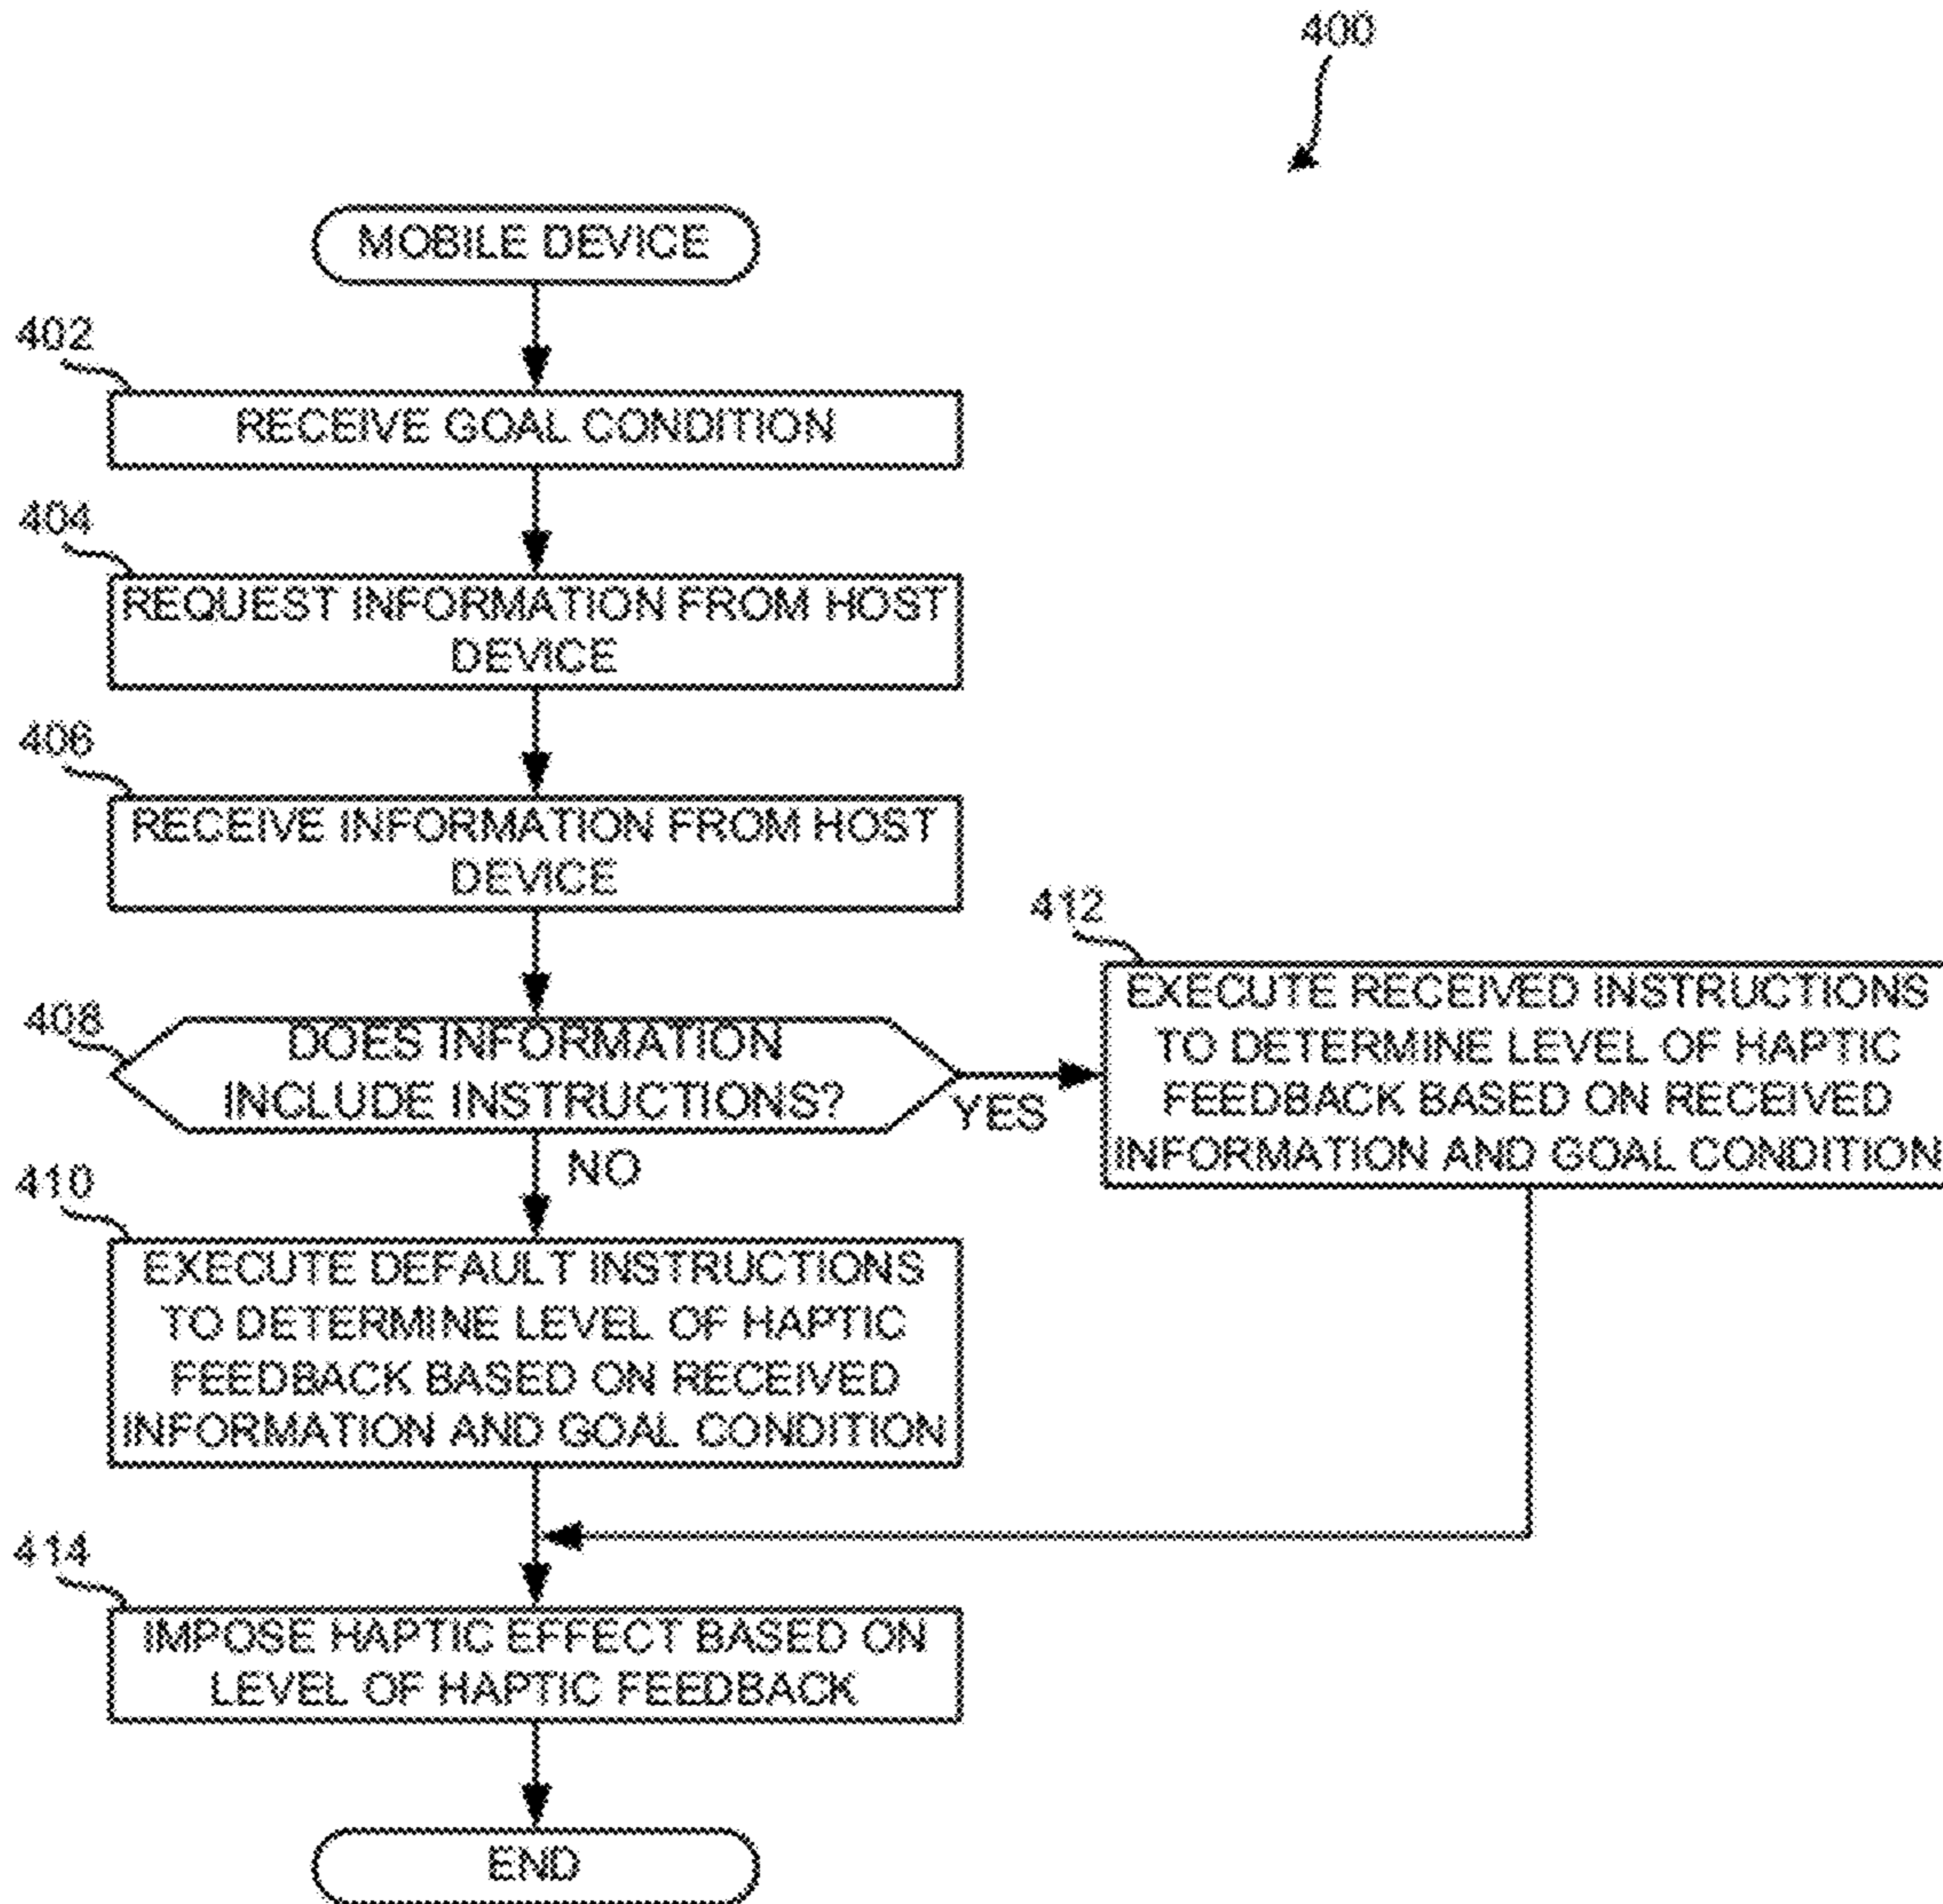 400
MOBILE DEVICE
402
RECEIVE GOAL CONDITION
404
REQUEST INFORMATION FROM HOST
DEVICE
406
RECEIVE INFORMATION FROM HOST
DEVICE
408
DOES INFORMATION
INCLUDE INSTRUCTIONS?
YES
412
EXECUTE RECEIVED INSTRUCTIONS
TO DETERMINE LEVEL OF HAPTIC
FEEDBACK BASED ON RECEIVED
INFORMATION AND GOAL CONDITION
NO
410
EXECUTE DEFAULT INSTRUCTIONS
TO DETERMINE LEVEL OF HAPTIC
FEEDBACK BASED ON RECEIVED
INFORMATION AND GOAL CONDITION
414
IMPOSE HAPTIC EFFECT BASED ON
LEVEL OF HAPTIC FEEDBACK
END